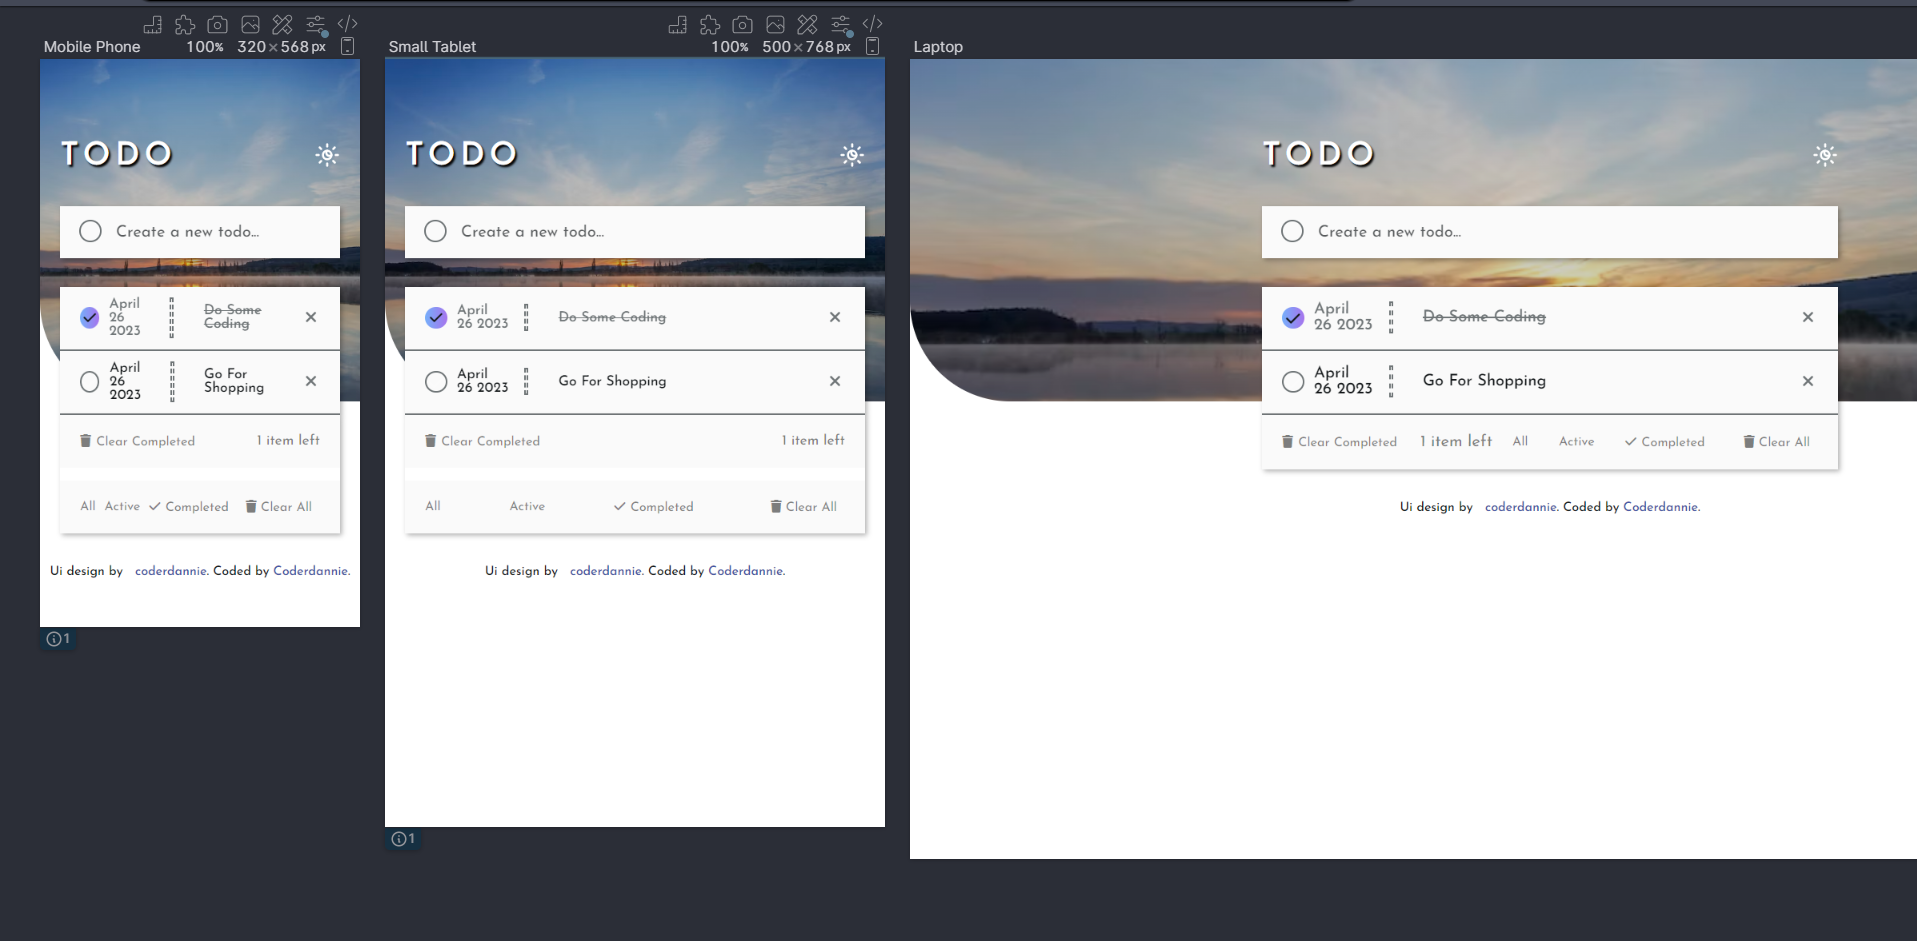 Mobile Phone 100% 320×568 px
TODO
Create a new todo...
April 26 2023
Do Some Coding
April 26 2023
Go For Shopping
Clear Completed 1 item left
All Active Completed Clear All
Ui design by coderdannie. Coded by Coderdannie.
1
Small Tablet 100% 500×768 px
TODO
Create a new todo...
April 26 2023
Do Some Coding
April 26 2023
Go For Shopping
Clear Completed 1 item left
All Active Completed Clear All
Ui design by coderdannie. Coded by Coderdannie.
1
Laptop
TODO
Create a new todo...
April 26 2023
Do Some Coding
April 26 2023
Go For Shopping
Clear Completed 1 item left All Active Completed Clear All
Ui design by coderdannie. Coded by Coderdannie.